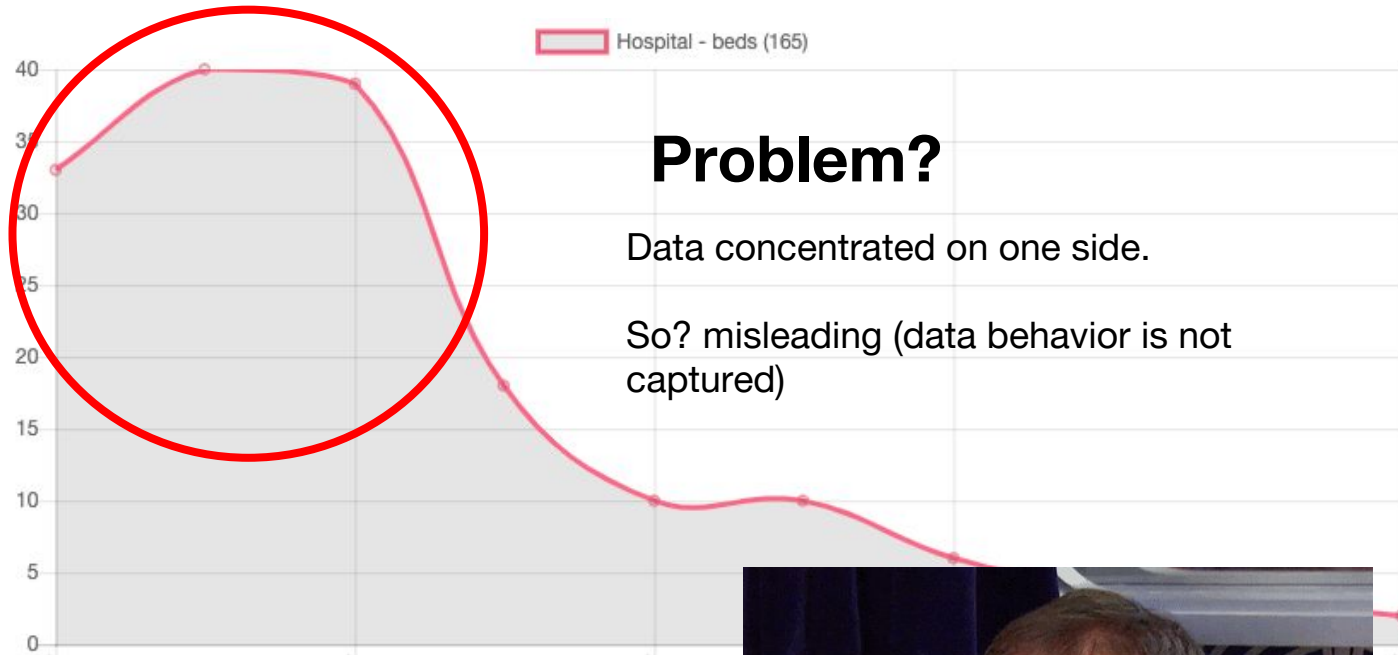 Hospital - beds (165)
40
35
30
25
20
15
10
5
0
Problem?
Data concentrated on one side.
So? misleading (data behavior is not
captured)